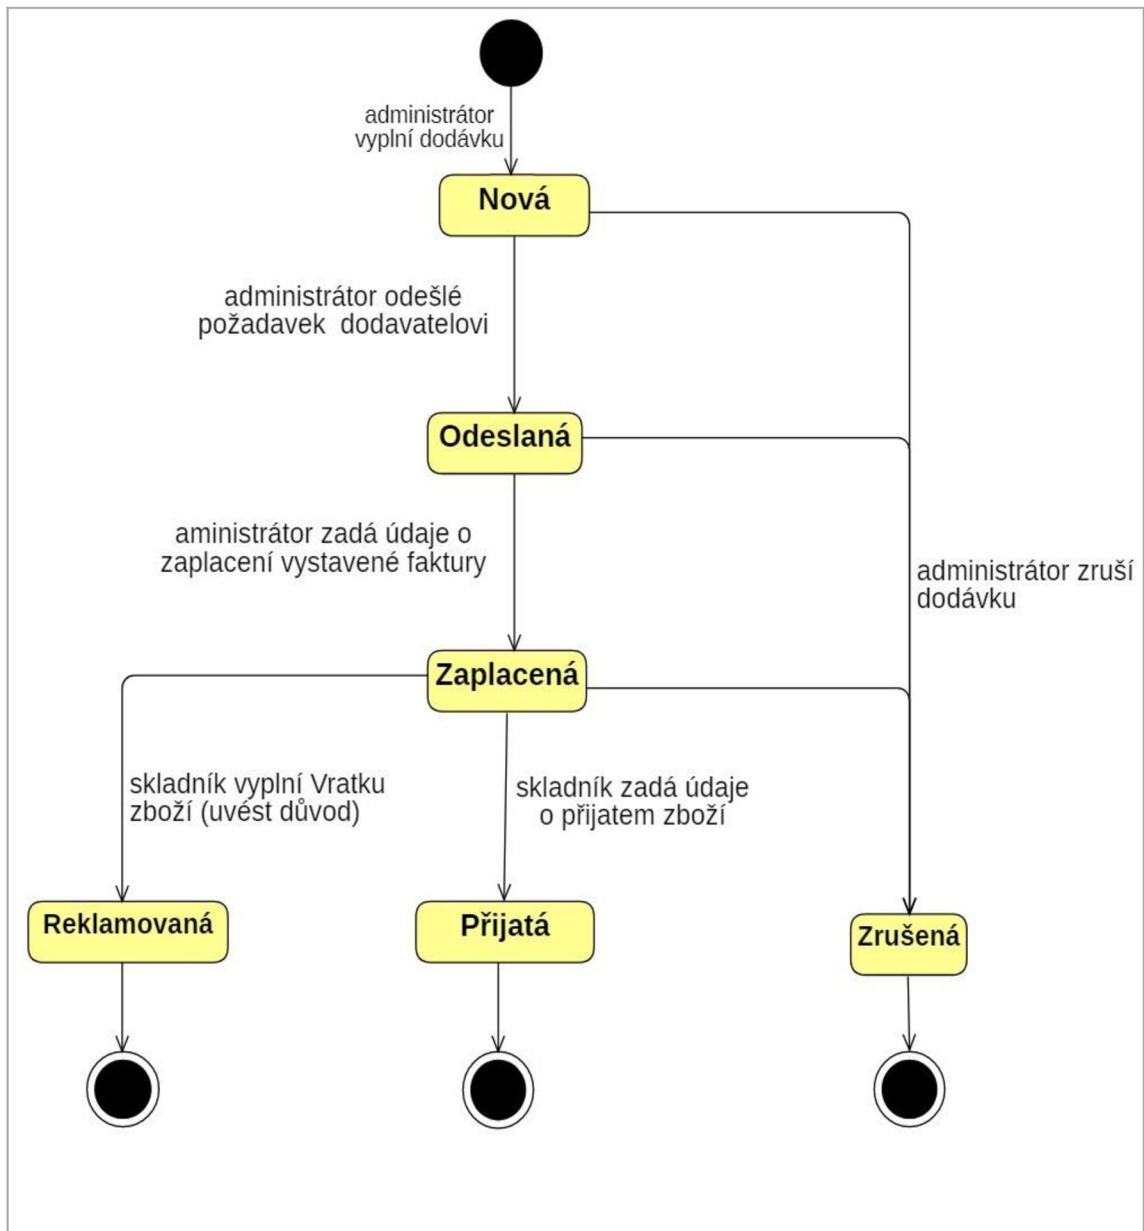 administrátor
vyplní dodávku
Nová
administrátor odešlé
požadavek  dodavatelovi
Odeslaná
aministrátor zadá údaje o
zaplacení vystavené faktury
administrátor zruší
dodávku
Zaplacená
skladník vyplní Vratku
zboží (uvést důvod)
skladník zadá údaje
o přijatem zboží
Reklamovaná
Přijatá
Zrušená